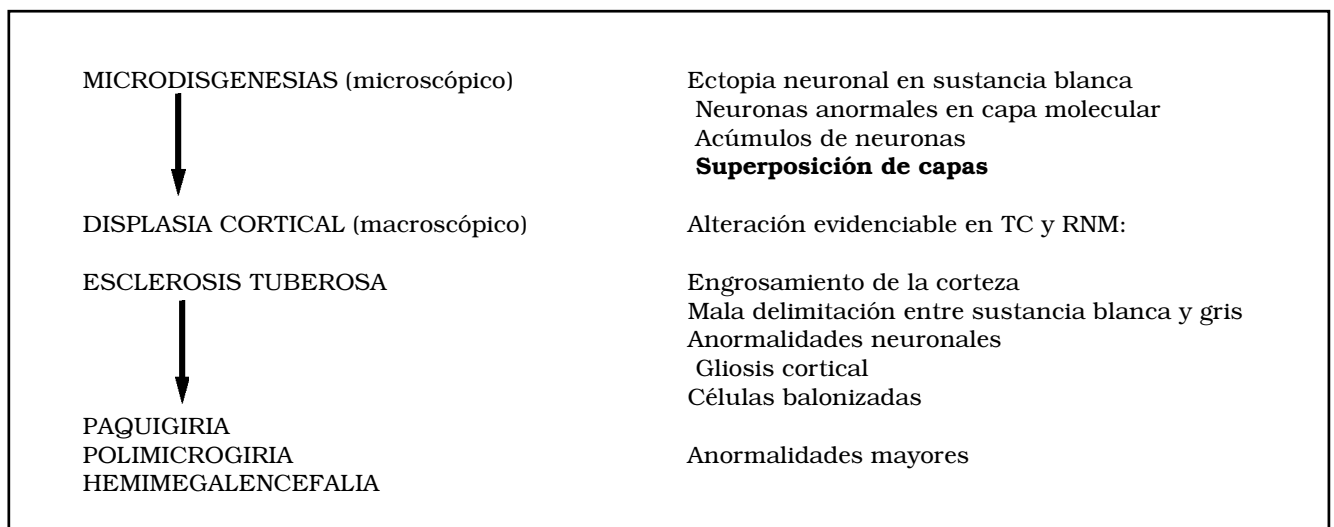 MICRODISGENESIAS (microscópico) Ectopia neuronal en sustancia blanca
Neuronas anormales en capa molecular
Acúmulos de neuronas
Superposición de capas
DISPLASIA CORTICAL (macroscópico) Alteración evidenciable en TC y RNM:
ESCLEROSIS TUBEROSA Engrosamiento de la corteza
Mala delimitación entre sustancia blanca y gris
Anormalidades neuronales
Gliosis cortical
Células balonizadas
PAQUIGIRIA
POLIMICROGIRIA Anormalidades mayores
HEMIMEGALENCEFALIA